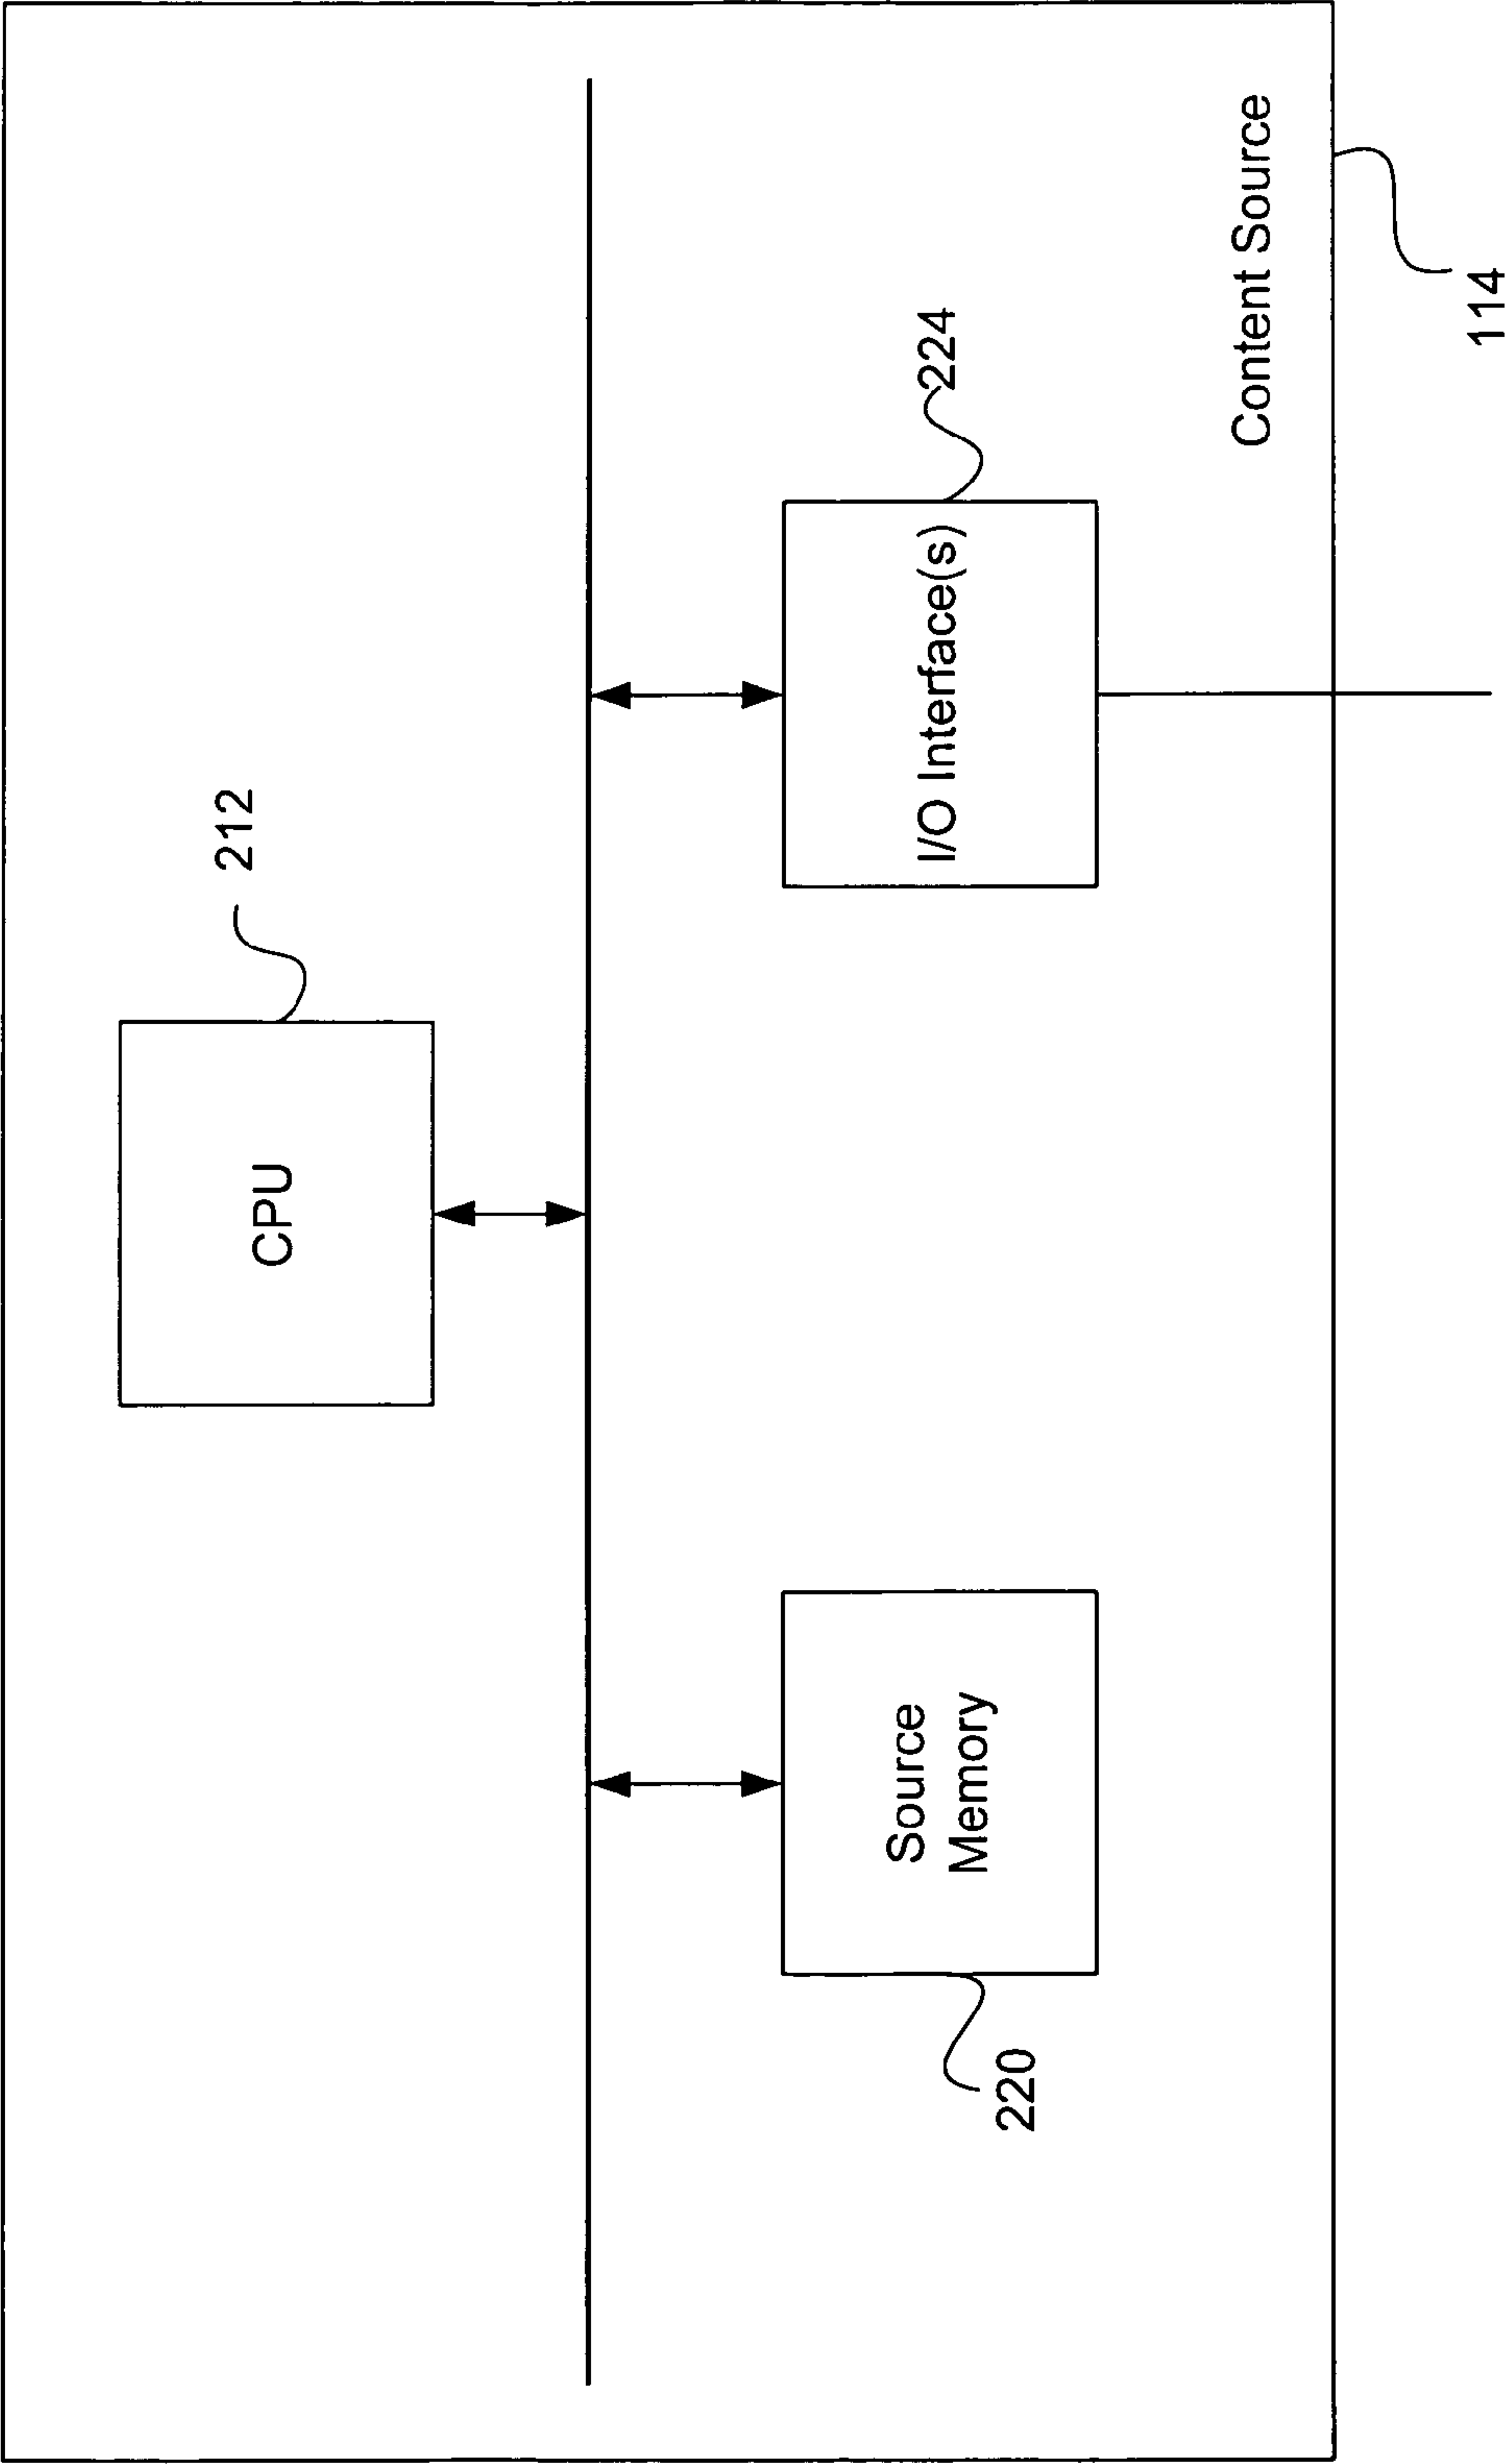 CPU
212
Source
Memory
220
I/O Interface(s)
224
Content Source
114